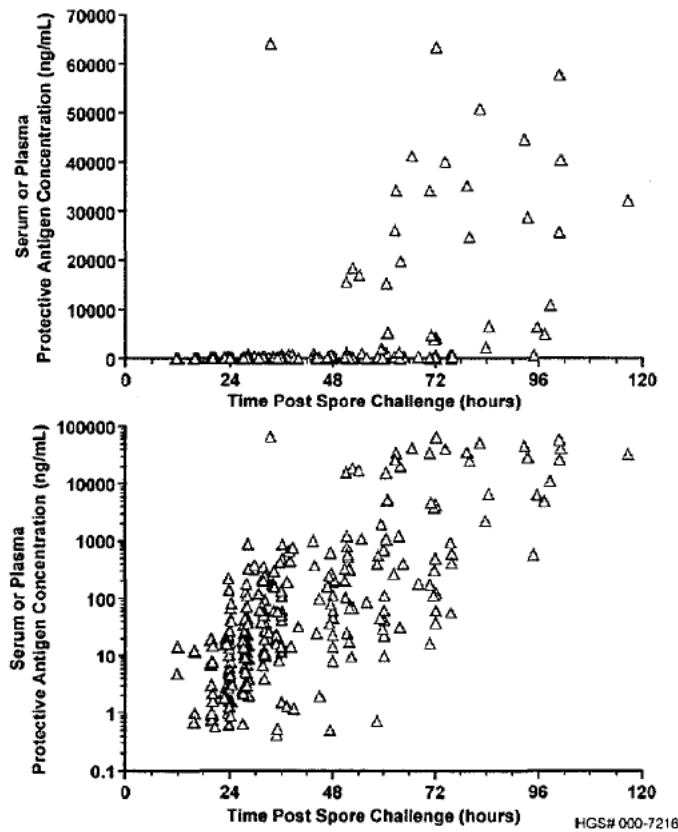 70000
60000
50000
40000
30000
20000
10000
0
Serum or Plasma
Protective Antigen Concentration (ng/mL)
0 24 48 72 96 120
Time Post Spore Challenge (hours)
100000
10000
1000
100
10
1
0.1
Serum or Plasma
Protective Antigen Concentration (ng/mL)
0 24 48 72 96 120
Time Post Spore Challenge (hours)
HGS# 000-7216